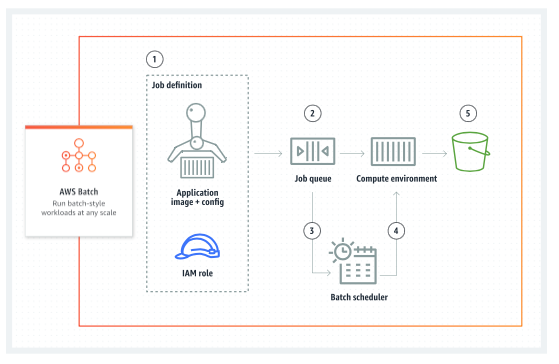 1
Job definition
2
5
AWS Batch
Run batch-style
workloads at any scale
Application
image + config
Job queue
Compute environment
3
4
IAM role
Batch scheduler